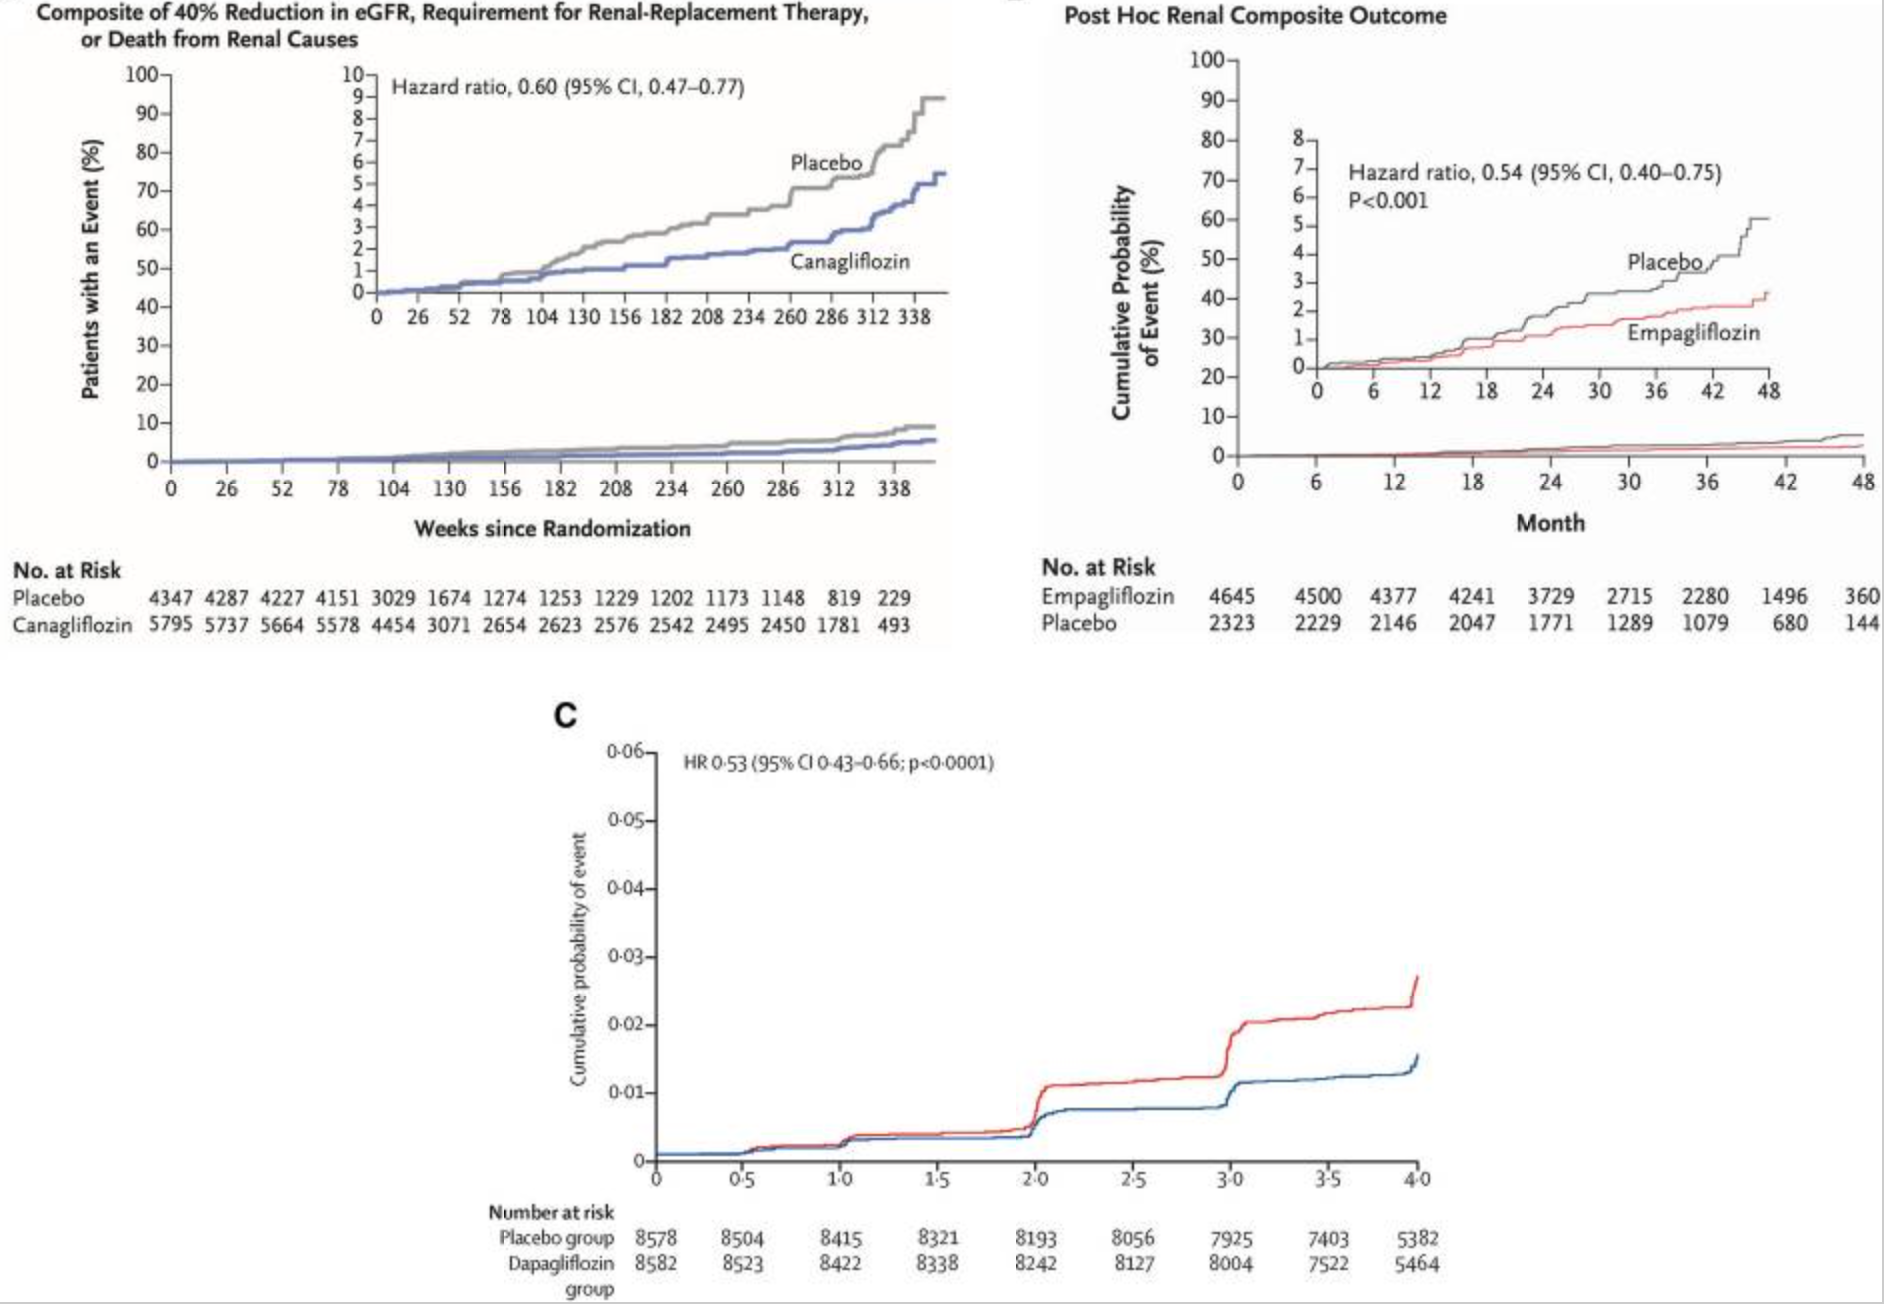 Composite of 40% Reduction in eGFR, Requirement for Renal-Replacement Therapy,
or Death from Renal Causes
Patients with an Event (%)
100
90
80
70
60
50
40
30
20
10
0
10
9
8
7
6
5
4
3
2
1
0
Hazard ratio, 0.60 (95% CI, 0.47–0.77)
Placebo
Canagliflozin
0 26 52 78 104 130 156 182 208 234 260 286 312 338
0 26 52 78 104 130 156 182 208 234 260 286 312 338
Weeks since Randomization
No. at Risk
Placebo 4347 4287 4227 4151 3029 1674 1274 1253 1229 1202 1173 1148 819 229
Canagliflozin 5795 5737 5664 5578 4454 3071 2654 2623 2576 2542 2495 2450 1781 493
Post Hoc Renal Composite Outcome
Cumulative Probability
of Event (%)
100
90
80
70
60
50
40
30
20
10
0
8
7
6
5
4
3
2
1
0
Hazard ratio, 0.54 (95% CI, 0.40–0.75)
P<0.001
Placebo
Empagliflozin
0 6 12 18 24 30 36 42 48
0 6 12 18 24 30 36 42 48
Month
No. at Risk
Empagliflozin 4645 4500 4377 4241 3729 2715 2280 1496 360
Placebo 2323 2229 2146 2047 1771 1289 1079 680 144
C
Cumulative probability of event
0·06
0·05
0·04
0·03
0·02
0·01
0
HR 0·53 (95% CI 0·43–0·66; p<0·0001)
0 0·5 1·0 1·5 2·0 2·5 3·0 3·5 4·0
Number at risk
Placebo group 8578 8504 8415 8321 8193 8056 7925 7403 5382
Dapagliflozin 8582 8523 8422 8338 8242 8127 8004 7522 5464
group